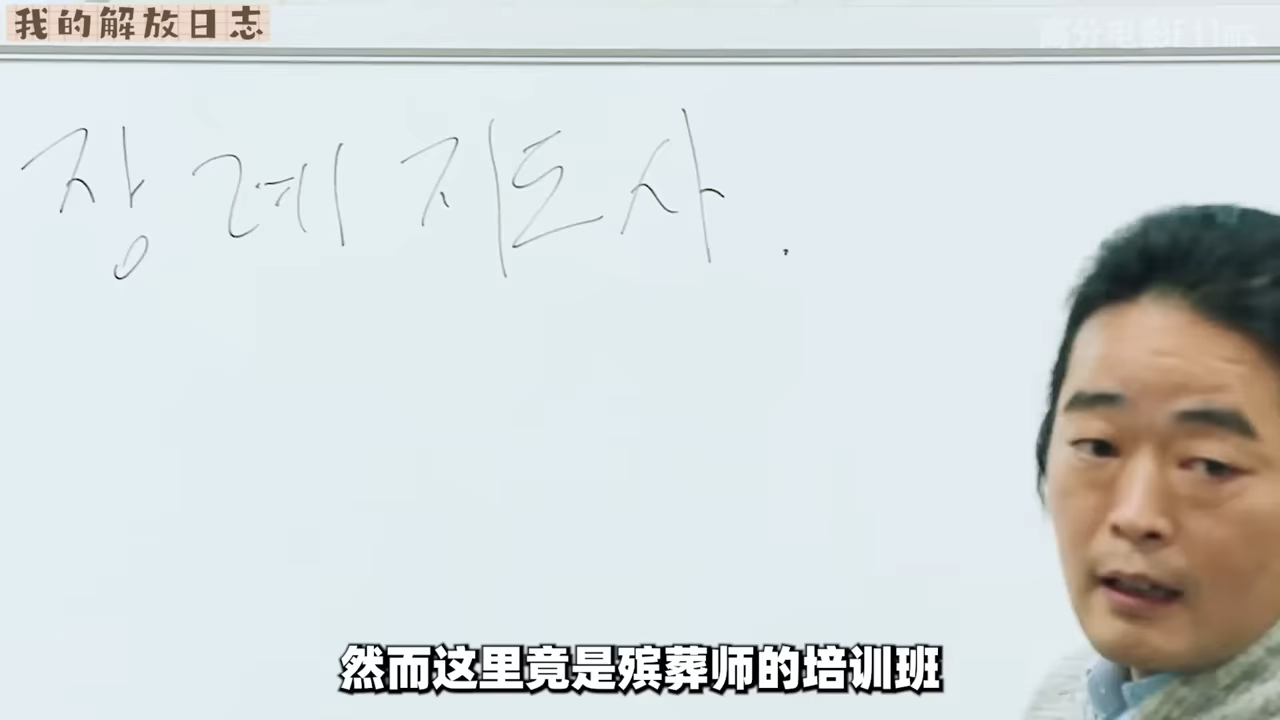 我的解放日志
장례지도사.
然而这里竟是殡葬师的培训班